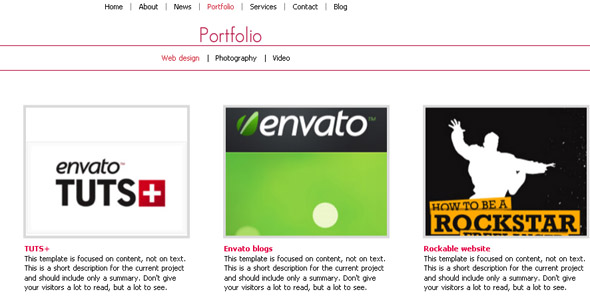 Home | About | News | Portfolio | Services | Contact | Blog
Portfolio
Web design | Photography | Video
envato™
TUTS+
envato™
HOW TO BE A
ROCKSTAR
TUTS+
This template is focused on content, not on text.
This is a short description for the current project
and should include only a summary. Don't give
your visitors a lot to read, but a lot to see.
Envato blogs
This template is focused on content, not on text.
This is a short description for the current project
and should include only a summary. Don't give
your visitors a lot to read, but a lot to see.
Rockable website
This template is focused on content, not on text.
This is a short description for the current project
and should include only a summary. Don't give
your visitors a lot to read, but a lot to see.